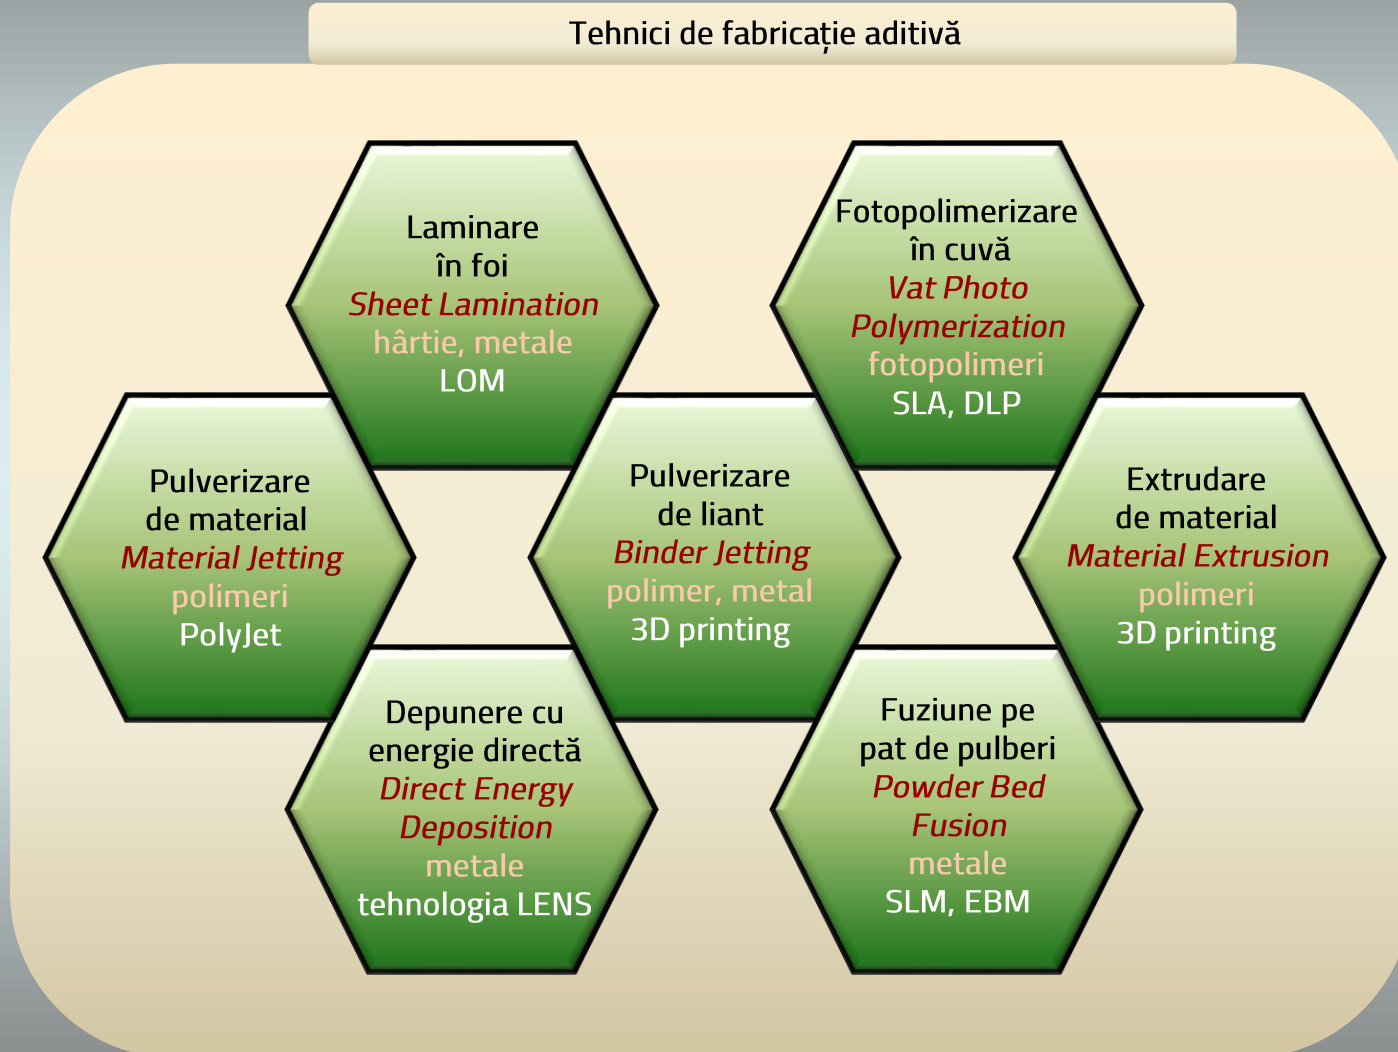 Tehnici de fabricație aditivă
Laminare
în foi
Sheet Lamination
hârtie, metale
LOM
Fotopolimerizare
în cuvă
Vat Photo
Polymerization
fotopolimeri
SLA, DLP
Pulverizare
de material
Material Jetting
polimeri
PolyJet
Pulverizare
de liant
Binder Jetting
polimer, metal
3D printing
Extrudare
de material
Material Extrusion
polimeri
3D printing
Depunere cu
energie directă
Direct Energy
Deposition
metale
tehnologia LENS
Fuziune pe
pat de pulberi
Powder Bed
Fusion
metale
SLM, EBM